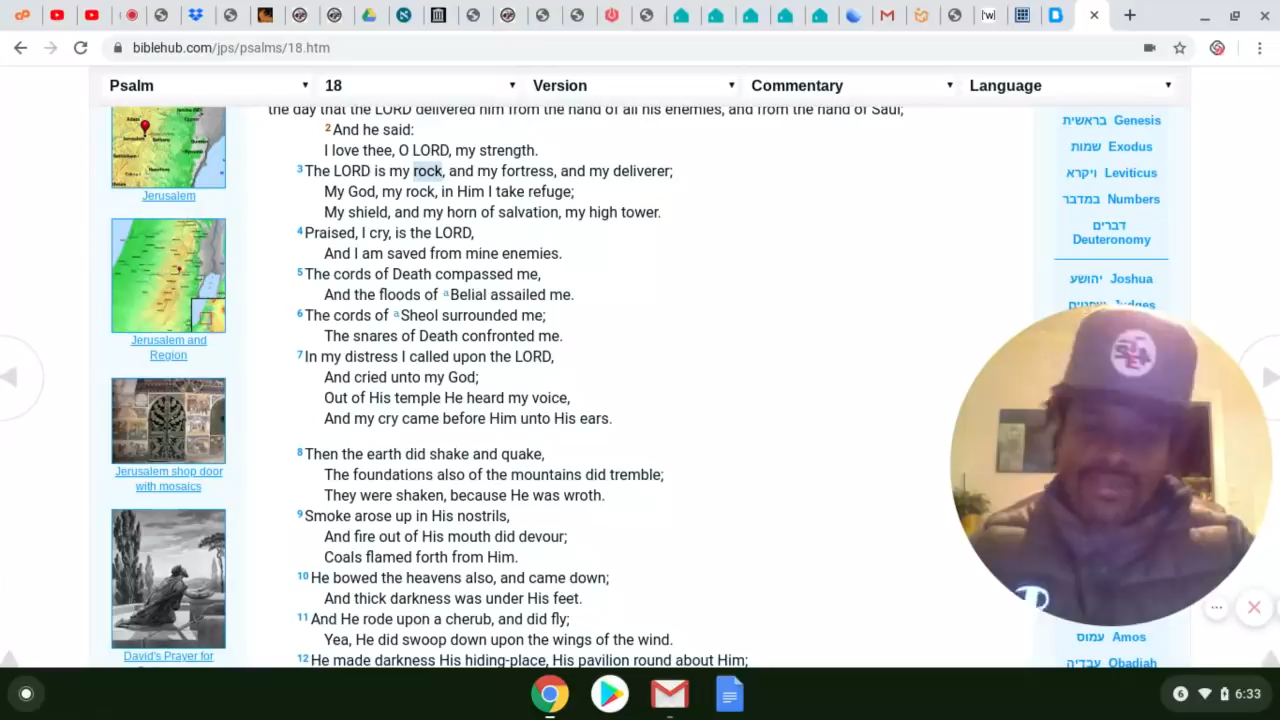 biblehub.com/jps/psalms/18.htm
Psalm 18 Version Commentary Language
the day that the LORD delivered him from the hand of all his enemies, and from the hand of Saul;
2 And he said:
I love thee, O LORD, my strength.
3 The LORD is my rock, and my fortress, and my deliverer;
My God, my rock, in Him I take refuge;
My shield, and my horn of salvation, my high tower.
4 Praised, I cry, is the LORD,
And I am saved from mine enemies.
5 The cords of Death compassed me,
And the floods of a Belial assailed me.
6 The cords of a Sheol surrounded me;
The snares of Death confronted me.
7 In my distress I called upon the LORD,
And cried unto my God;
Out of His temple He heard my voice,
And my cry came before Him unto His ears.
8 Then the earth did shake and quake,
The foundations also of the mountains did tremble;
They were shaken, because He was wroth.
9 Smoke arose up in His nostrils,
And fire out of His mouth did devour;
Coals flamed forth from Him.
10 He bowed the heavens also, and came down;
And thick darkness was under His feet.
11 And He rode upon a cherub, and did fly;
Yea, He did swoop down upon the wings of the wind.
12 He made darkness His hiding-place, His pavilion round about Him;
Jerusalem
Jerusalem and
Region
Jerusalem shop door
with mosaics
David's Prayer for
בראשית Genesis
שמות Exodus
ויקרא Leviticus
במדבר Numbers
דברים
Deuteronomy
יהושע Joshua
שופטים Judges
עמוס Amos
עבדיה Obadiah
6 6:33